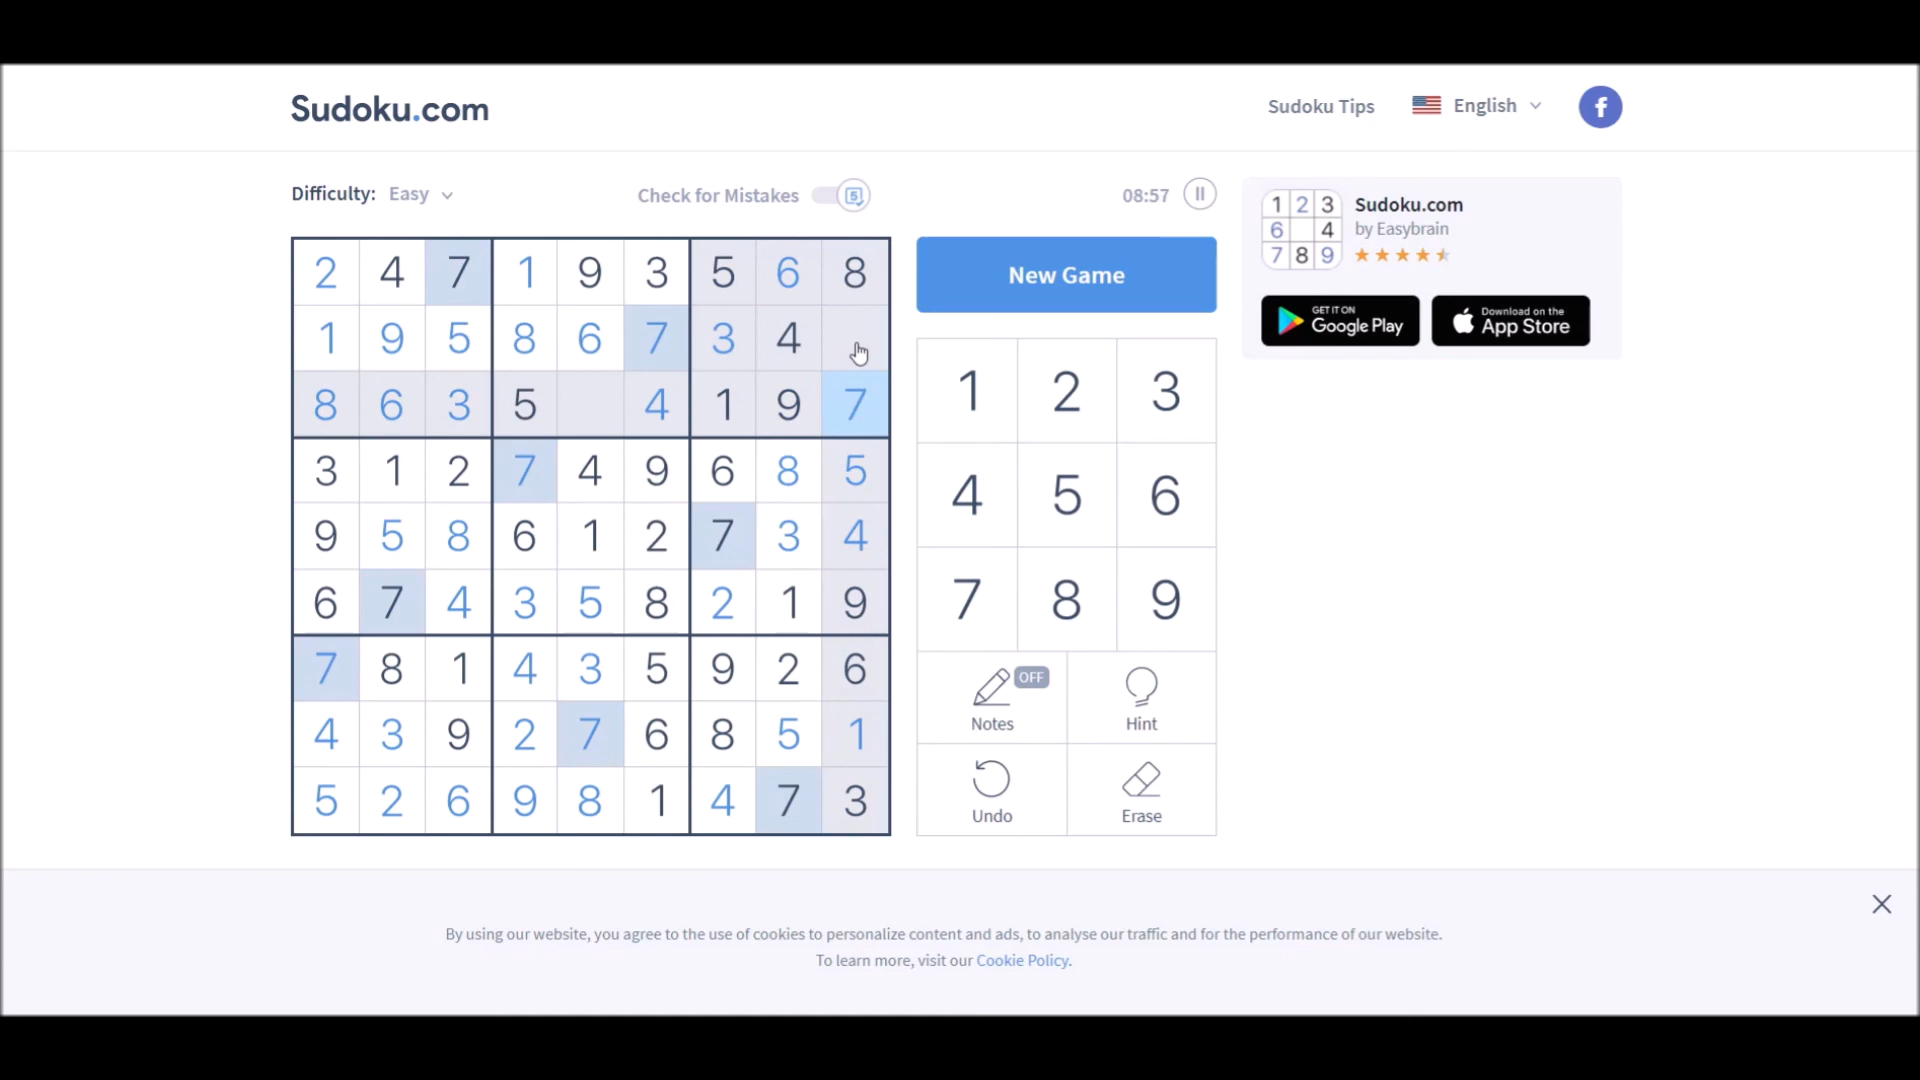 Sudoku.com
Sudoku Tips
English
f
Difficulty: Easy
Check for Mistakes
08:57
2 4 7 1 9 3 5 6 8
1 9 5 8 6 7 3 4
8 6 3 5 4 1 9 7
3 1 2 7 4 9 6 8 5
9 5 8 6 1 2 7 3 4
6 7 4 3 5 8 2 1 9
7 8 1 4 3 5 9 2 6
4 3 9 2 7 6 8 5 1
5 2 6 9 8 1 4 7 3
New Game
1 2 3
4 5 6
7 8 9
OFF
Notes
Hint
Undo
Erase
1 2 3
6 4
7 8 9
Sudoku.com
by Easybrain
GET IT ON
Google Play
Download on the
App Store
By using our website, you agree to the use of cookies to personalize content and ads, to analyse our traffic and for the performance of our website.
To learn more, visit our Cookie Policy.